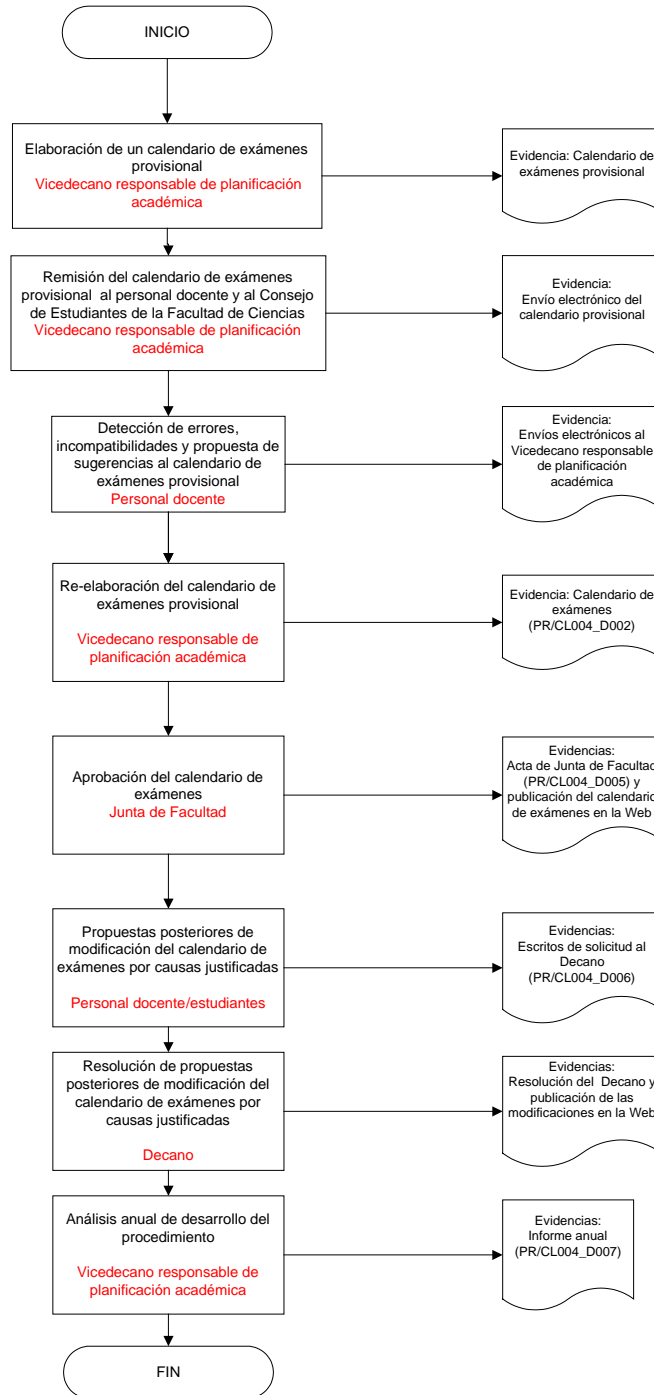 INICIO
Elaboración de un calendario de exámenes
provisional
Vicedecano responsable de planificación
académica
Evidencia: Calendario de
exámenes provisional
Remisión del calendario de exámenes
provisional al personal docente y al Consejo
de Estudiantes de la Facultad de Ciencias
Vicedecano responsable de planificación
académica
Evidencia:
Envío electrónico del
calendario provisional
Detección de errores,
incompatibilidades y propuesta de
sugerencias al calendario de
exámenes provisional
Personal docente
Evidencia:
Envíos electrónicos al
Vicedecano responsable
de planificación
académica
Re-elaboración del calendario de
exámenes provisional
Vicedecano responsable de
planificación académica
Evidencia: Calendario de
exámenes
(PR/CL004_D002)
Aprobación del calendario de
exámenes
Junta de Facultad
Evidencias:
Acta de Junta de Facultad
(PR/CL004_D005) y
publicación del calendario
de exámenes en la Web
Propuestas posteriores de
modificación del calendario de
exámenes por causas justificadas
Personal docente/estudiantes
Evidencias:
Escritos de solicitud al
Decano
(PR/CL004_D006)
Resolución de propuestas
posteriores de modificación del
calendario de exámenes por
causas justificadas
Decano
Evidencias:
Resolución del Decano y
publicación de las
modificaciones en la Web
Análisis anual de desarrollo del
procedimiento
Vicedecano responsable de
planificación académica
Evidencias:
Informe anual
(PR/CL004_D007)
FIN